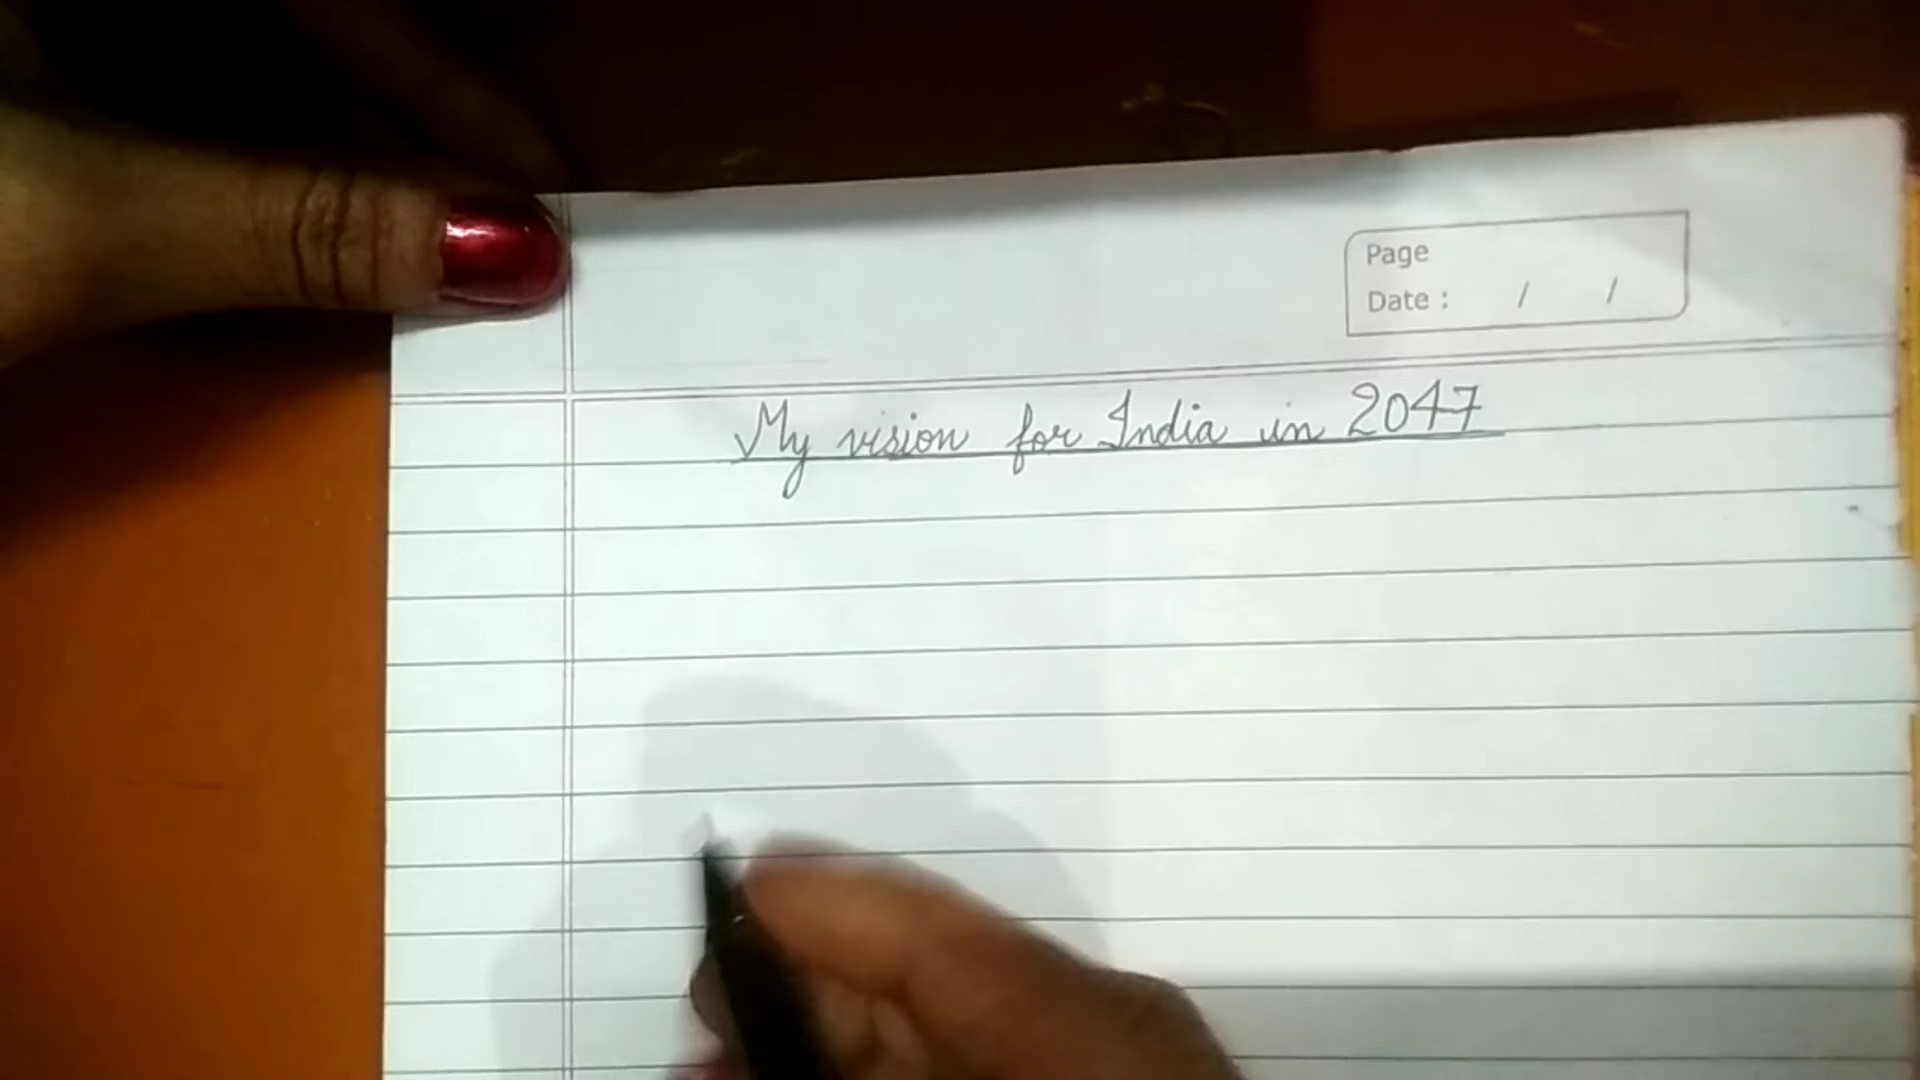 Page
Date : / /
My vision for India in 2047